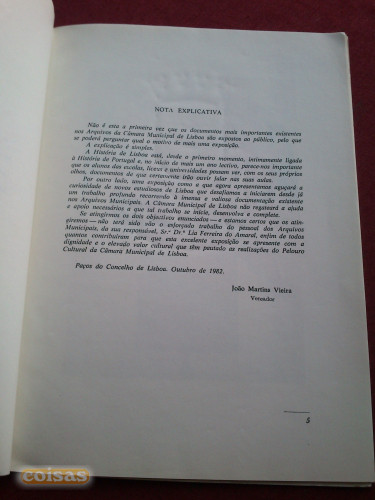 NOTA EXPLICATIVA
Não é esta a primeira vez que os documentos mais importantes existentes
nos Arquivos da Câmara Municipal de Lisboa são expostos ao público, pelo que
se poderá perguntar qual o motivo de mais uma exposição.
A explicação é simples.
A História de Lisboa está, desde o primeiro momento, intimamente ligada
à História de Portugal e, no início de mais um ano lectivo, parece-nos importante
que os alunos das escolas, liceus e universidades possam ver, com os seus próprios
olhos, documentos de que certamente irão ouvir falar nas suas aulas.
Por outro lado, uma exposição como a que agora apresentamos aguçará a
curiosidade de novos estudiosos de Lisboa que desafiamos a iniciarem desde já
um trabalho profundo recorrendo à imensa e valiosa documentação existente
nos Arquivos Municipais. A Câmara Municipal de Lisboa não regateará a ajuda
e apoio necessários a que tal trabalho se inicie, desenvolva e complete.
Se atingirmos os dois objectivos enunciados — e estamos certos que os atin-
giremos — não será sido o esforçado trabalho do pessoal dos Arquivos
Municipais, da sua responsável, Sr.ª Dr.ª Lia Ferreira do Amaral, enfim de todos
quantos contribuíram para que esta excelente exposição se apresente com a
dignidade e o elevado valor cultural que têm pautado as realizações do Pelouro
Cultural da Câmara Municipal de Lisboa.
Paços do Concelho de Lisboa. Outubro de 1982.
João Martins Vieira
Vereador
5
coisas